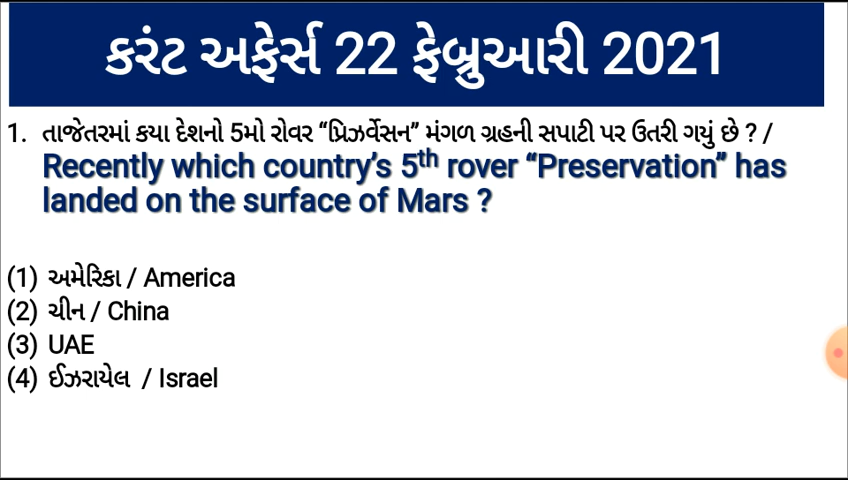 કરંટ અફેર્સ 22 ફેબ્રુઆરી 2021
1. તાજેતરમાં કયા દેશનો 5મો રોવર “પ્રિઝર્વેસન” મંગળ ગ્રહની સપાટી પર ઉતરી ગયું છે ? /
Recently which country’s 5th rover “Preservation” has
landed on the surface of Mars ?
(1) અમેરિકા / America
(2) ચીન / China
(3) UAE
(4) ઈઝરાયેલ / Israel